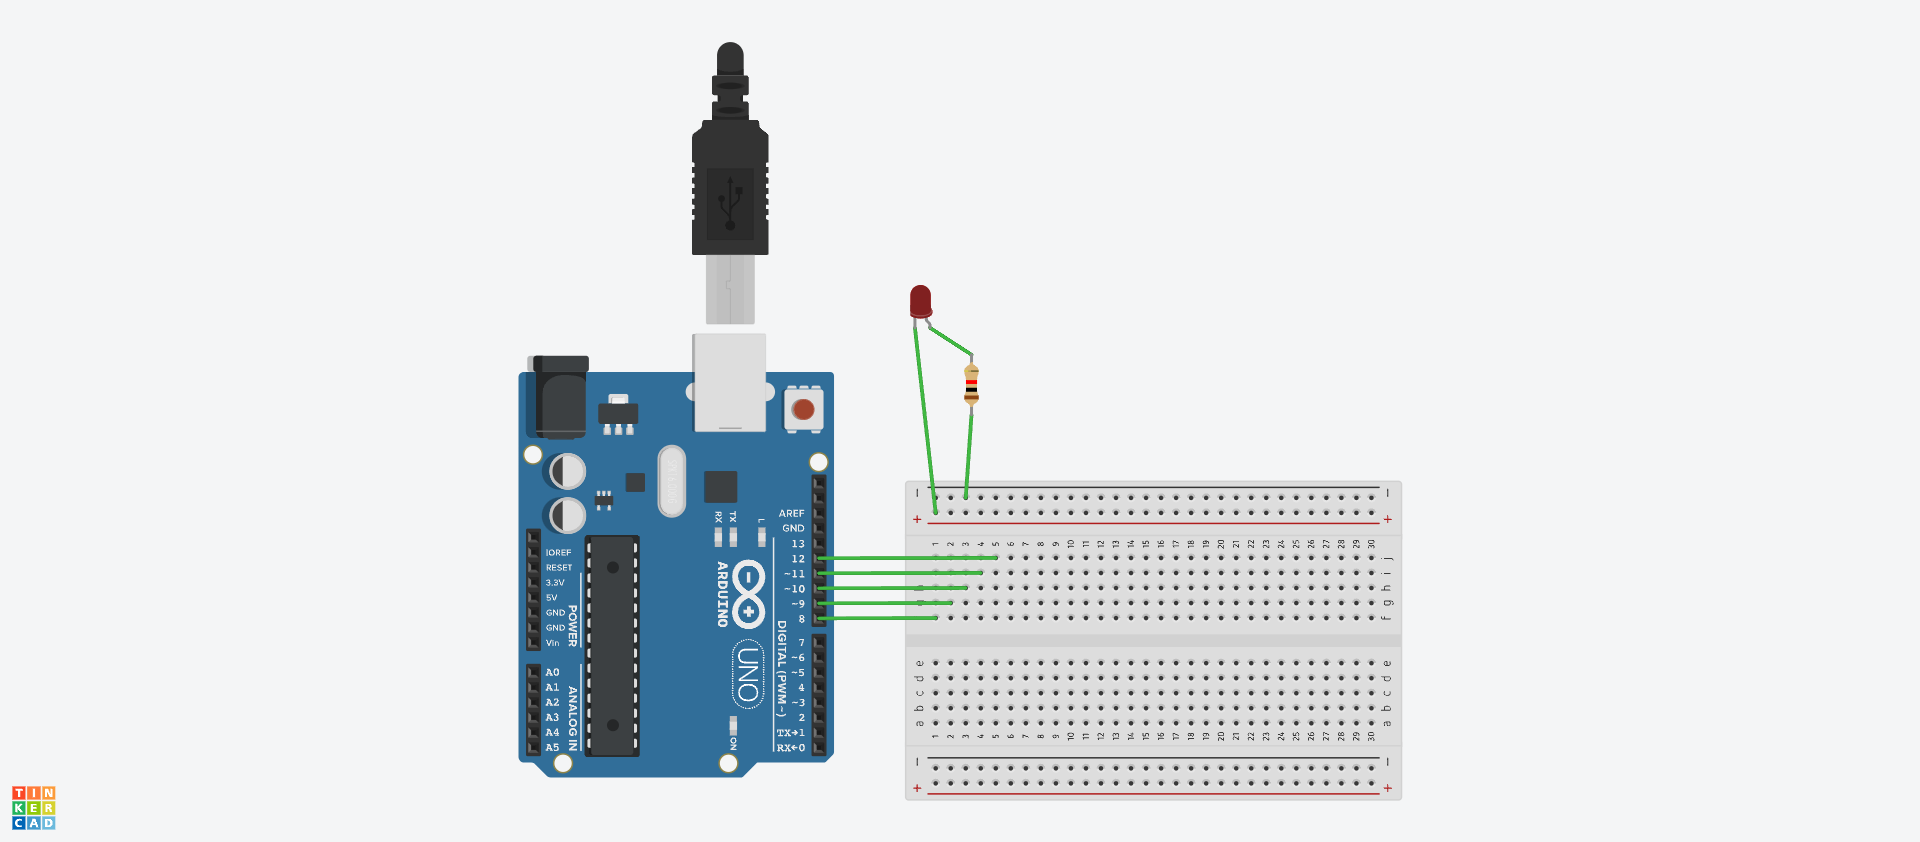 AREF
GND
13
12
~11
~10
~9
8
7
~6
~5
4
~3
2
TX→1
RX←0
DIGITAL (PWM~)
RX
TX
L
ARDUINO
UNO
ON
IOREF
RESET
3.3V
5V
GND
GND
Vin
POWER
A0
A1
A2
A3
A4
A5
ANALOG IN
− −
+ +
1 2 3 4 5 6 7 8 9 10 11 12 13 14 15 16 17 18 19 20 21 22 23 24 25 26 27 28 29 30
j
i
h h
g g
f
e e
d d
c c
b b
a a
1 2 3 4 5 6 7 8 9 10 11 12 13 14 15 16 17 18 19 20 21 22 23 24 25 26 27 28 29 30
− −
+ +
TIN
KER
CAD